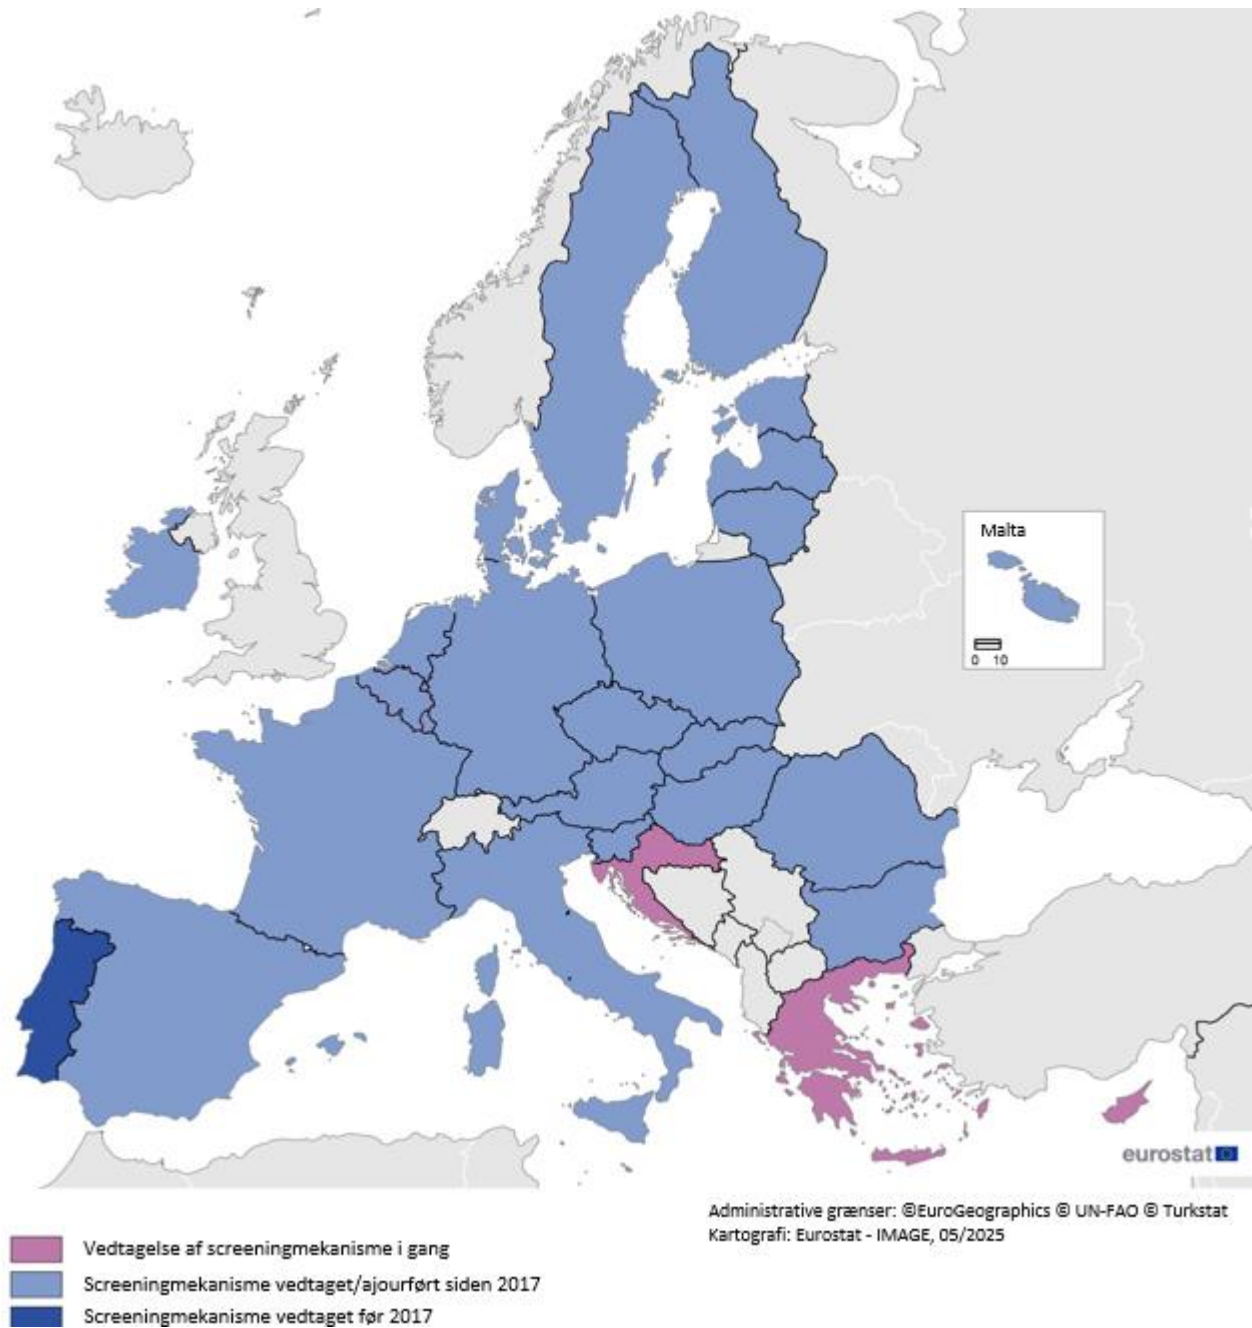 Malta
0 10
eurostat
Administrative grænser: ©EuroGeographics © UN-FAO © Turkstat
Kartografi: Eurostat - IMAGE, 05/2025
Vedtagelse af screeningmekanisme i gang
Screeningmekanisme vedtaget/ajourført siden 2017
Screeningmekanisme vedtaget før 2017